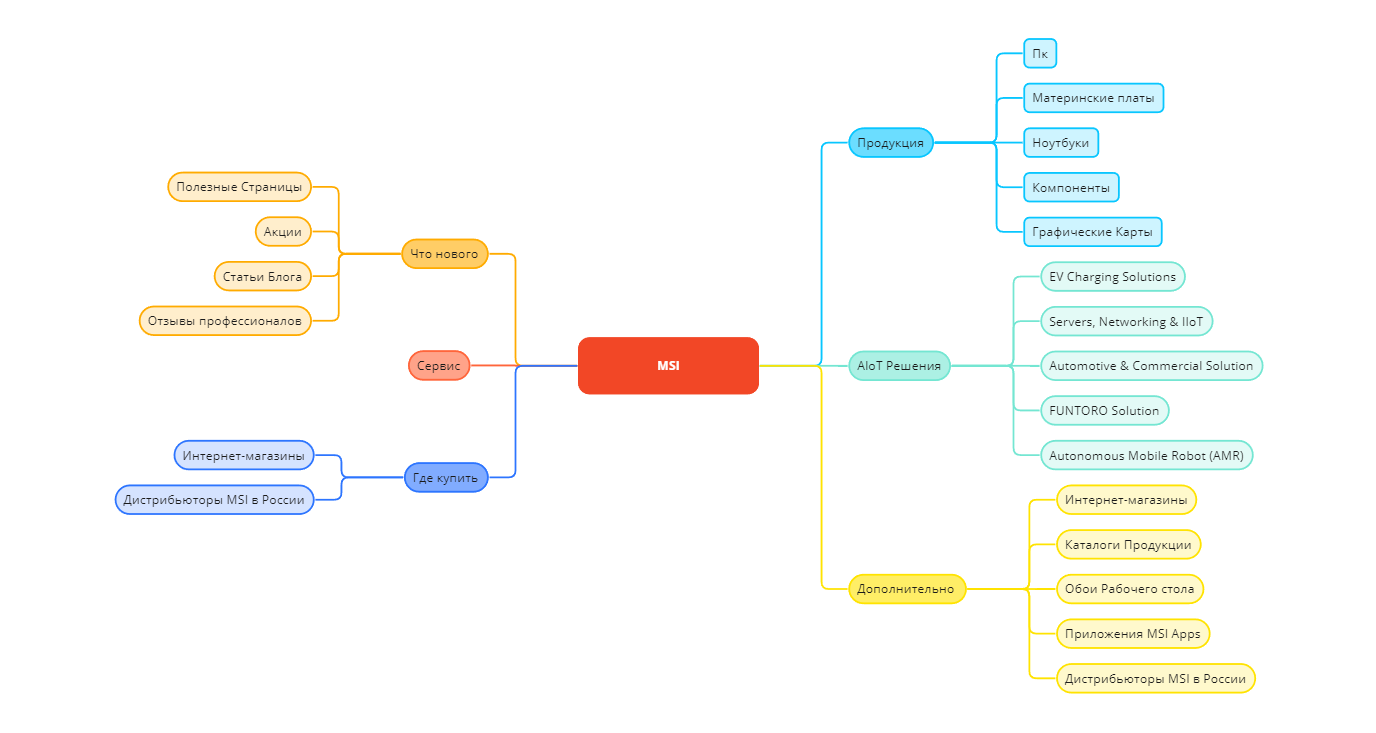 MSI
Что нового
Полезные Страницы
Акции
Статьи Блога
Отзывы профессионалов
Сервис
Где купить
Интернет-магазины
Дистрибьюторы MSI в России
Продукция
Пк
Материнские платы
Ноутбуки
Компоненты
Графические Карты
AIoT Решения
EV Charging Solutions
Servers, Networking & IIoT
Automotive & Commercial Solution
FUNTORO Solution
Autonomous Mobile Robot (AMR)
Дополнительно
Интернет-магазины
Каталоги Продукции
Обои Рабочего стола
Приложения MSI Apps
Дистрибьюторы MSI в России